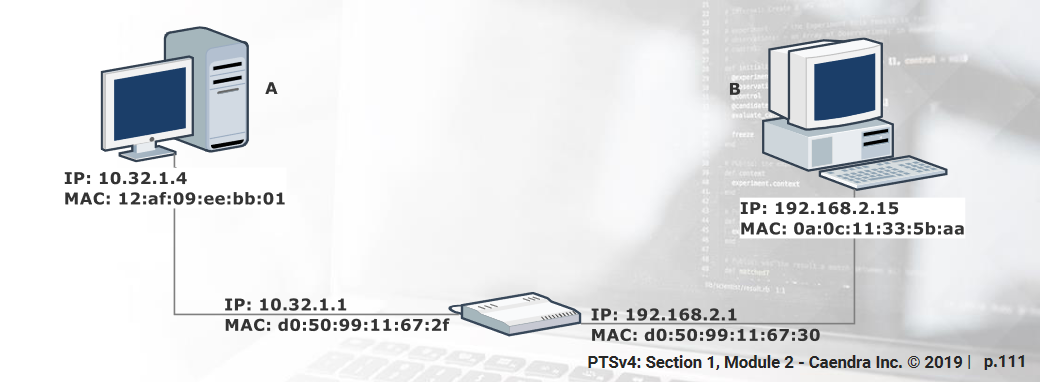 A
B
IP: 10.32.1.4
MAC: 12:af:09:ee:bb:01
IP: 192.168.2.15
MAC: 0a:0c:11:33:5b:aa
IP: 10.32.1.1
MAC: d0:50:99:11:67:2f
IP: 192.168.2.1
MAC: d0:50:99:11:67:30
PTSv4: Section 1, Module 2 - Caendra Inc. © 2019 | p.111